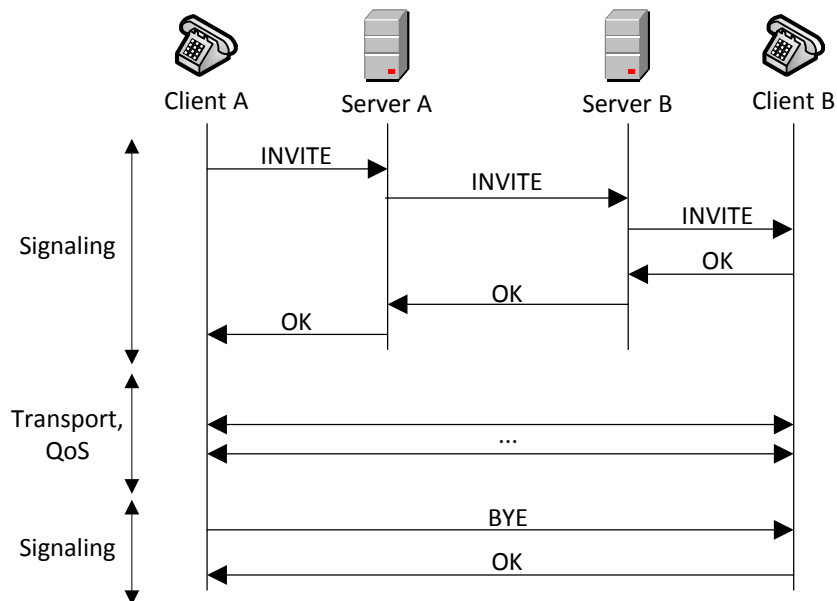 Client A
Server A
Server B
Client B
INVITE
INVITE
INVITE
Signaling
OK
OK
OK
Transport,
QoS
...
BYE
Signaling
OK